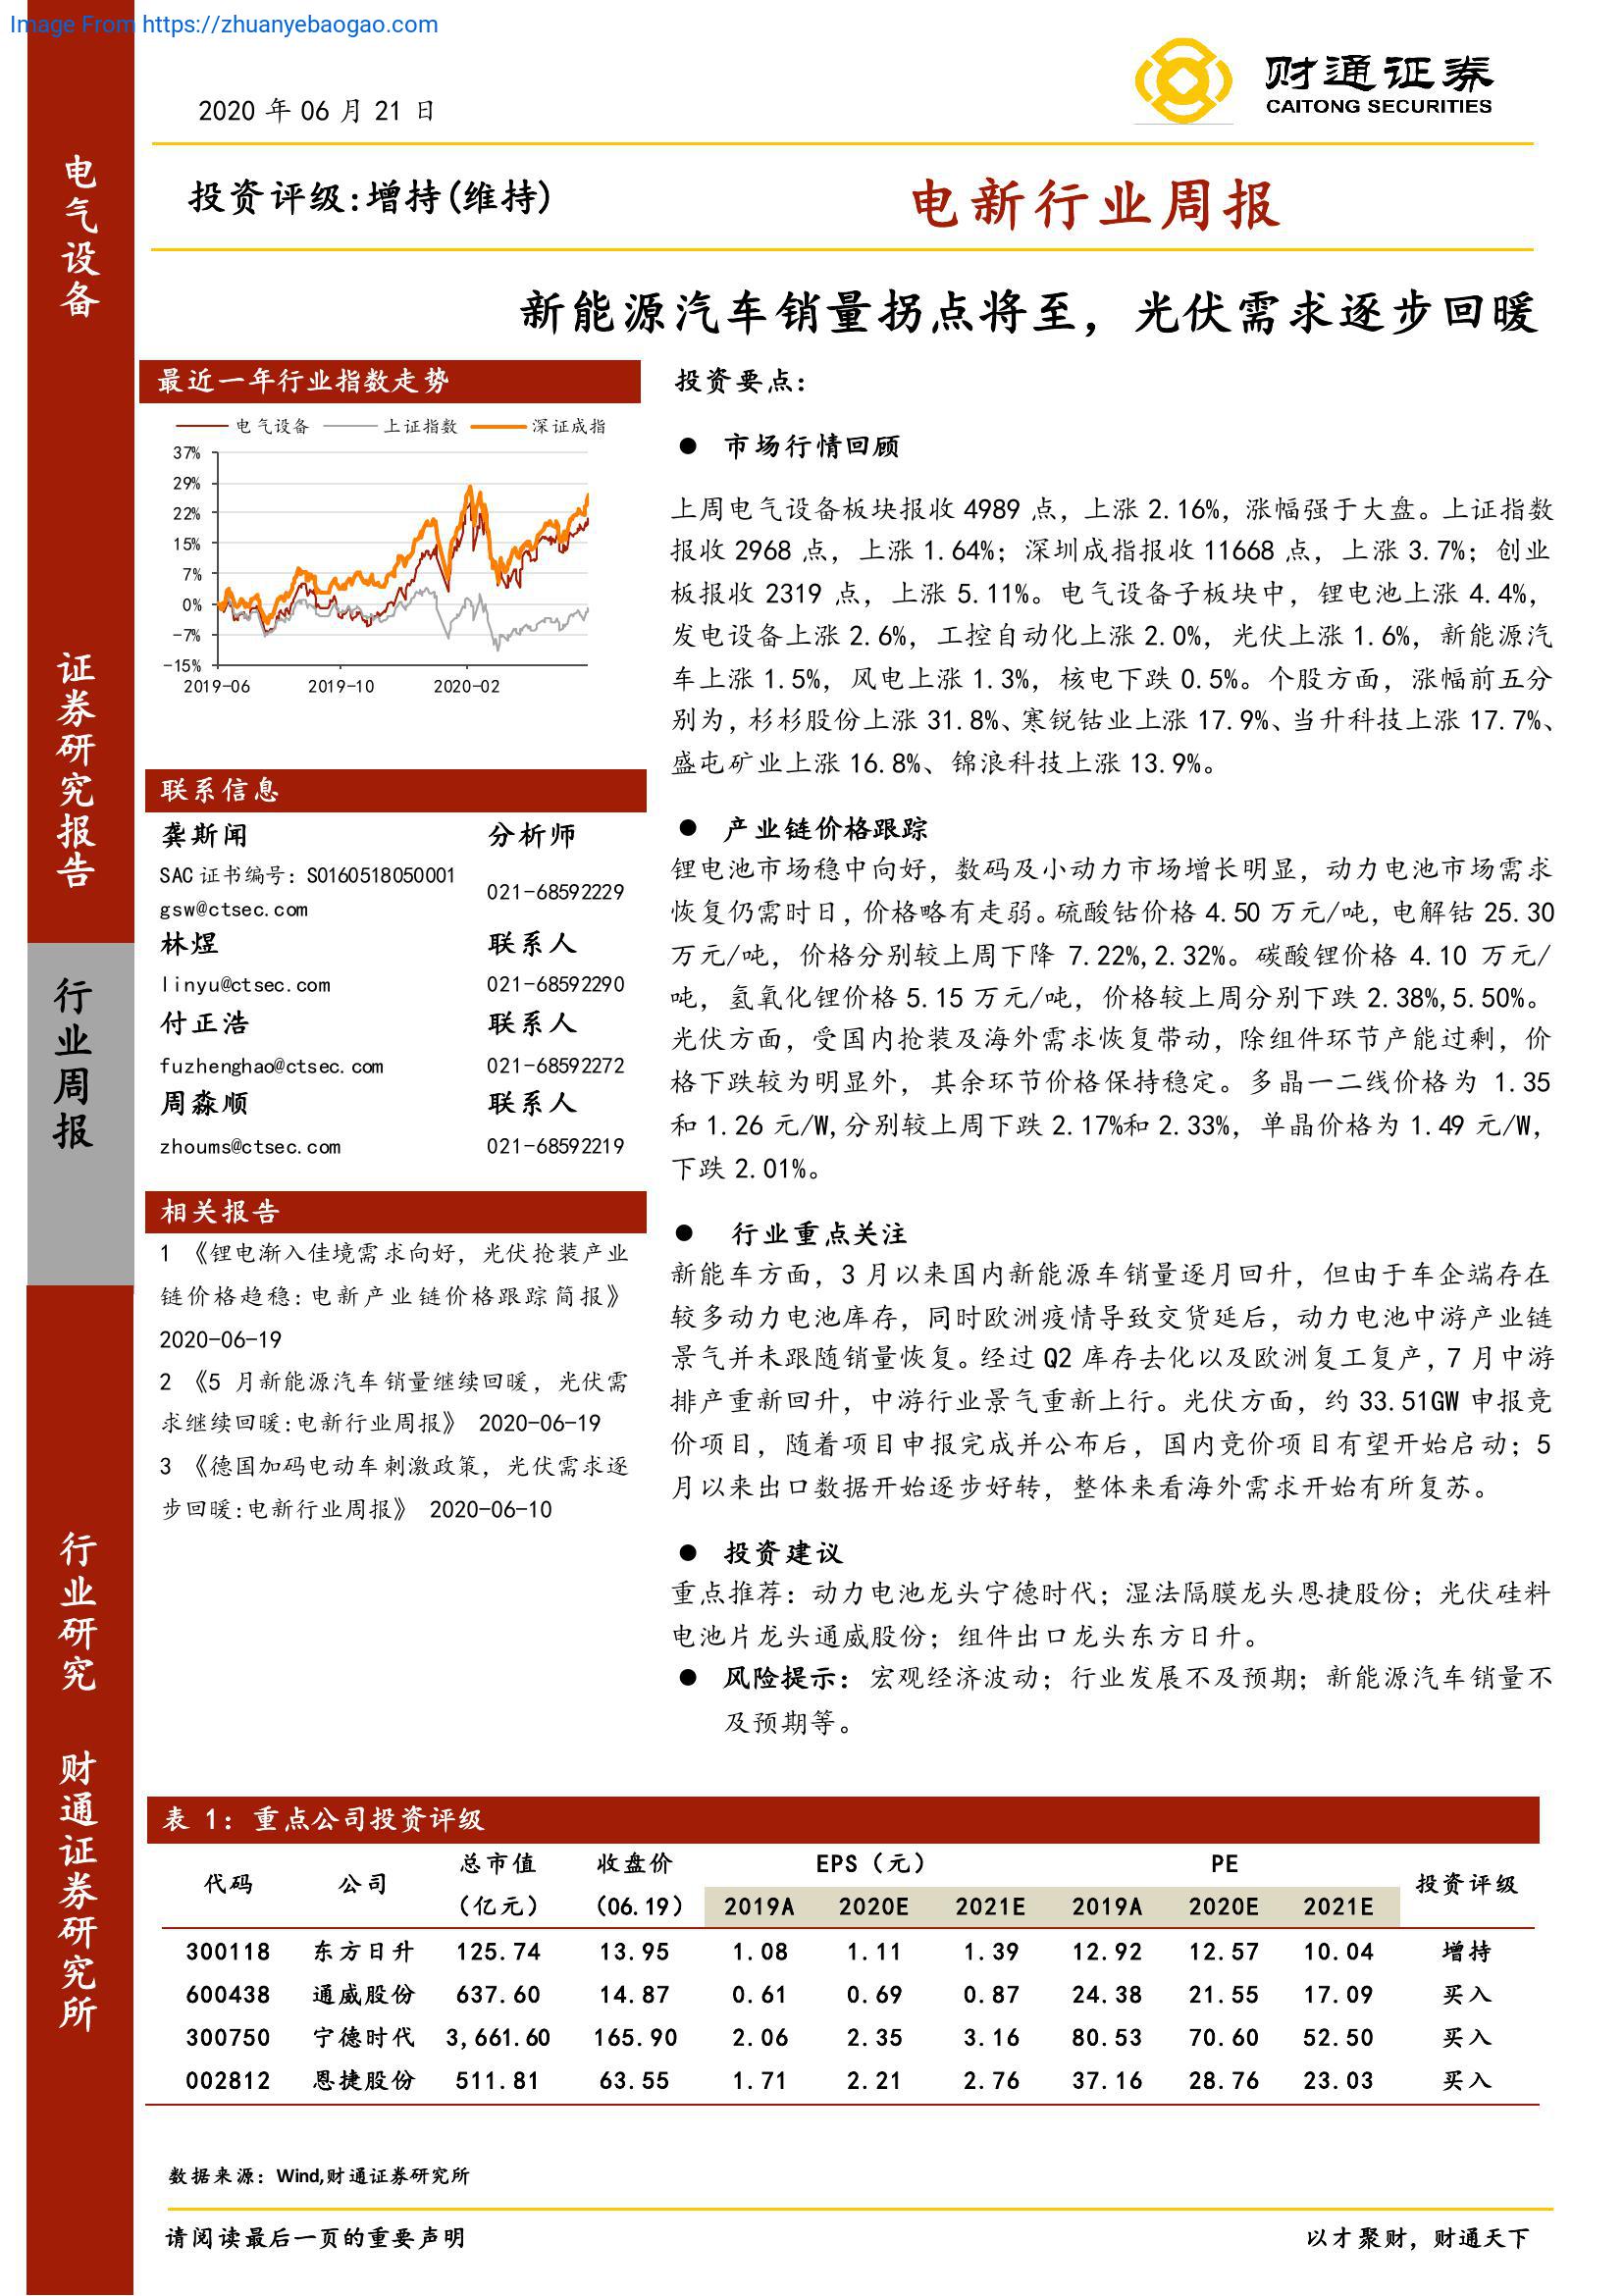 Image From https://zhuanyebaogao.com
财通证券
CAITONG SECURITIES
2020 年 06 月 21 日
投资评级:增持(维持)
电新行业周报
新能源汽车销量拐点将至，光伏需求逐步回暖
电气设备
证券研究报告
行业周报
行业研究
财通证券研究所
最近一年行业指数走势
电气设备 上证指数 深证成指
37%
29%
22%
15%
7%
0%
-7%
-15%
2019-06 2019-10 2020-02
联系信息
龚斯闻 分析师
SAC 证书编号：S0160518050001
021-68592229
gsw@ctsec.com
林煜 联系人
linyu@ctsec.com 021-68592290
付正浩 联系人
fuzhenghao@ctsec.com 021-68592272
周淼顺 联系人
zhoums@ctsec.com 021-68592219
相关报告
1 《锂电渐入佳境需求向好，光伏抢装产业
链价格趋稳:电新产业链价格跟踪简报》
2020-06-19
2 《5 月新能源汽车销量继续回暖，光伏需
求继续回暖:电新行业周报》 2020-06-19
3 《德国加码电动车刺激政策，光伏需求逐
步回暖:电新行业周报》 2020-06-10
投资要点：
● 市场行情回顾
上周电气设备板块报收 4989 点，上涨 2.16%，涨幅强于大盘。上证指数
报收 2968 点，上涨 1.64%；深圳成指报收 11668 点，上涨 3.7%；创业
板报收 2319 点，上涨 5.11%。电气设备子板块中，锂电池上涨 4.4%，
发电设备上涨 2.6%，工控自动化上涨 2.0%，光伏上涨 1.6%，新能源汽
车上涨 1.5%，风电上涨 1.3%，核电下跌 0.5%。个股方面，涨幅前五分
别为，杉杉股份上涨 31.8%、寒锐钴业上涨 17.9%、当升科技上涨 17.7%、
盛屯矿业上涨 16.8%、锦浪科技上涨 13.9%。
● 产业链价格跟踪
锂电池市场稳中向好，数码及小动力市场增长明显，动力电池市场需求
恢复仍需时日，价格略有走弱。硫酸钴价格 4.50 万元/吨，电解钴 25.30
万元/吨，价格分别较上周下降 7.22%,2.32%。碳酸锂价格 4.10 万元/
吨，氢氧化锂价格 5.15 万元/吨，价格较上周分别下跌 2.38%,5.50%。
光伏方面，受国内抢装及海外需求恢复带动，除组件环节产能过剩，价
格下跌较为明显外，其余环节价格保持稳定。多晶一二线价格为 1.35
和 1.26 元/W,分别较上周下跌 2.17%和 2.33%，单晶价格为 1.49 元/W，
下跌 2.01%。
● 行业重点关注
新能车方面，3 月以来国内新能源车销量逐月回升，但由于车企端存在
较多动力电池库存，同时欧洲疫情导致交货延后，动力电池中游产业链
景气并未跟随销量恢复。经过 Q2 库存去化以及欧洲复工复产，7 月中游
排产重新回升，中游行业景气重新上行。光伏方面，约 33.51GW 申报竞
价项目，随着项目申报完成并公布后，国内竞价项目有望开始启动；5
月以来出口数据开始逐步好转，整体来看海外需求开始有所复苏。
● 投资建议
重点推荐：动力电池龙头宁德时代；湿法隔膜龙头恩捷股份；光伏硅料
电池片龙头通威股份；组件出口龙头东方日升。
● 风险提示：宏观经济波动；行业发展不及预期；新能源汽车销量不
及预期等。
表 1：重点公司投资评级
代码 公司 总市值 收盘价 EPS（元） PE 投资评级
（亿元） （06.19） 2019A 2020E 2021E 2019A 2020E 2021E
300118 东方日升 125.74 13.95 1.08 1.11 1.39 12.92 12.57 10.04 增持
600438 通威股份 637.60 14.87 0.61 0.69 0.87 24.38 21.55 17.09 买入
300750 宁德时代 3,661.60 165.90 2.06 2.35 3.16 80.53 70.60 52.50 买入
002812 恩捷股份 511.81 63.55 1.71 2.21 2.76 37.16 28.76 23.03 买入
数据来源：Wind,财通证券研究所
请阅读最后一页的重要声明 以才聚财，财通天下